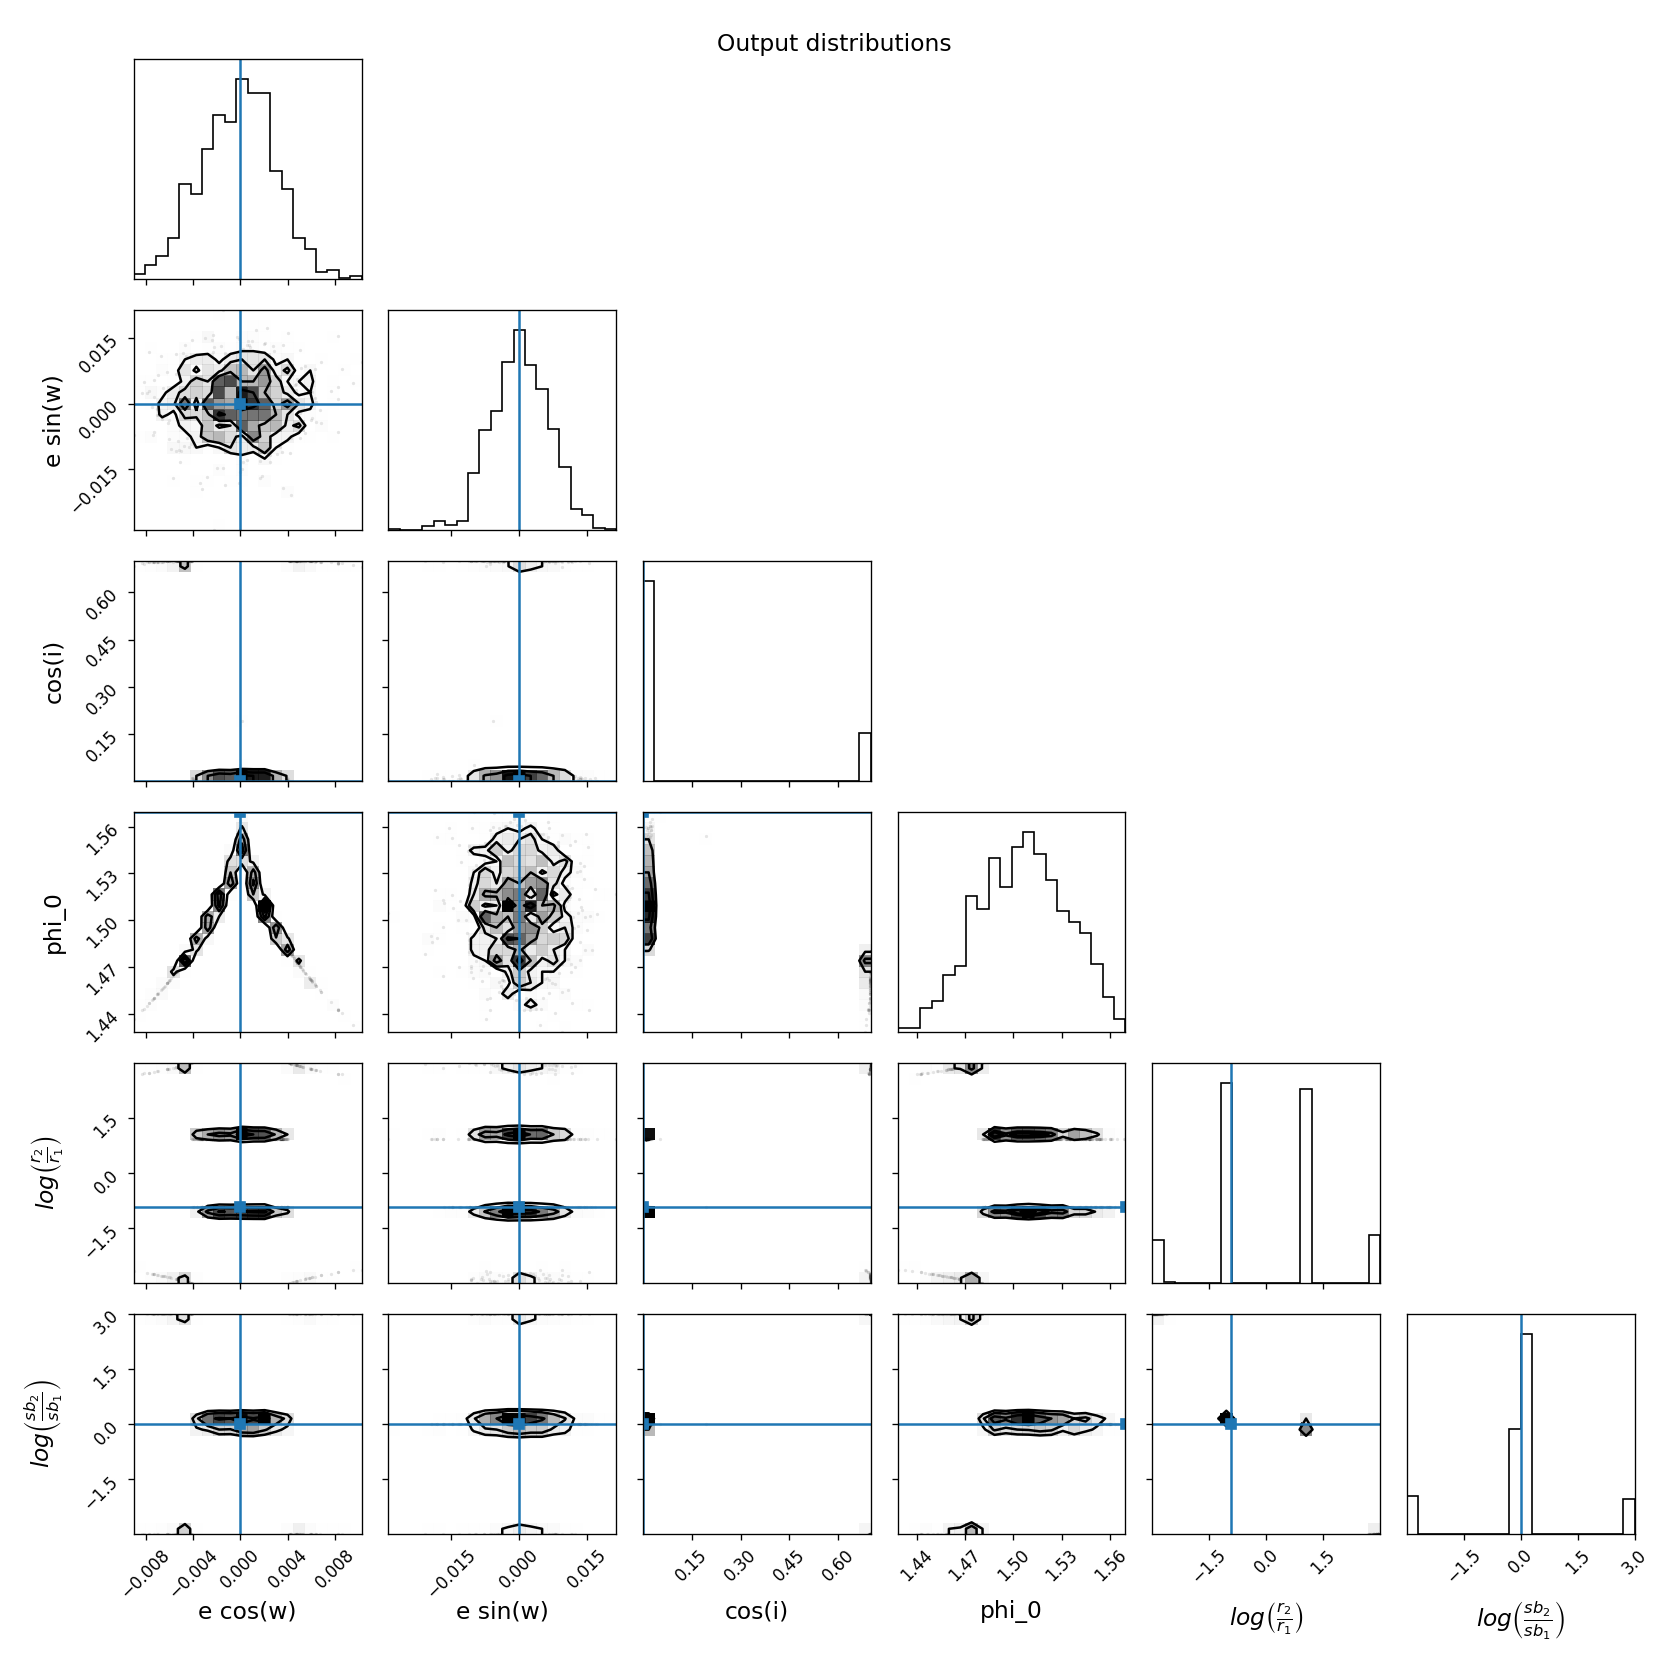 Output distributions
e sin(w)
0.015
0.000
−0.015
cos(i)
0.60
0.45
0.30
0.15
phi_0
1.56
1.53
1.50
1.47
1.44
log(r2/r1)
1.5
0.0
−1.5
log(sb2/sb1)
3.0
1.5
0.0
−1.5
−0.008 −0.004 0.000 0.004 0.008
−0.015 0.000 0.015
0.15 0.30 0.45 0.60
1.44 1.47 1.50 1.53 1.56
−1.5 0.0 1.5
−1.5 0.0 1.5 3.0
e cos(w)
e sin(w)
cos(i)
phi_0
log(r2/r1)
log(sb2/sb1)